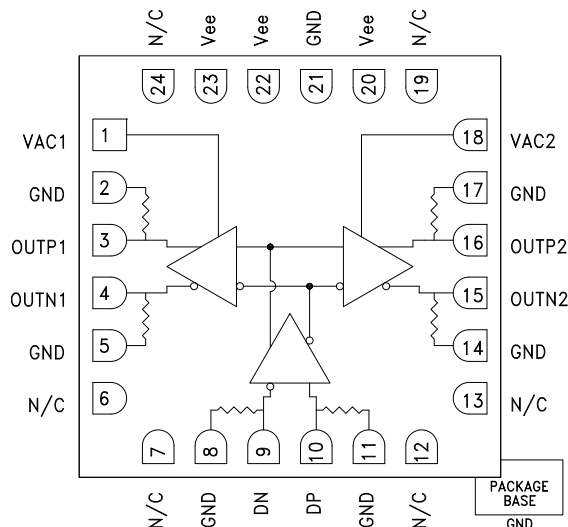 N/C
Vee
Vee
GND
Vee
N/C
24
23
22
21
20
19
VAC1
1
18
VAC2
GND
2
17
GND
OUTP1
3
16
OUTP2
OUTN1
4
15
OUTN2
GND
5
14
GND
N/C
6
13
N/C
7
8
9
10
11
12
N/C
GND
DN
DP
GND
N/C
PACKAGE
BASE
GND